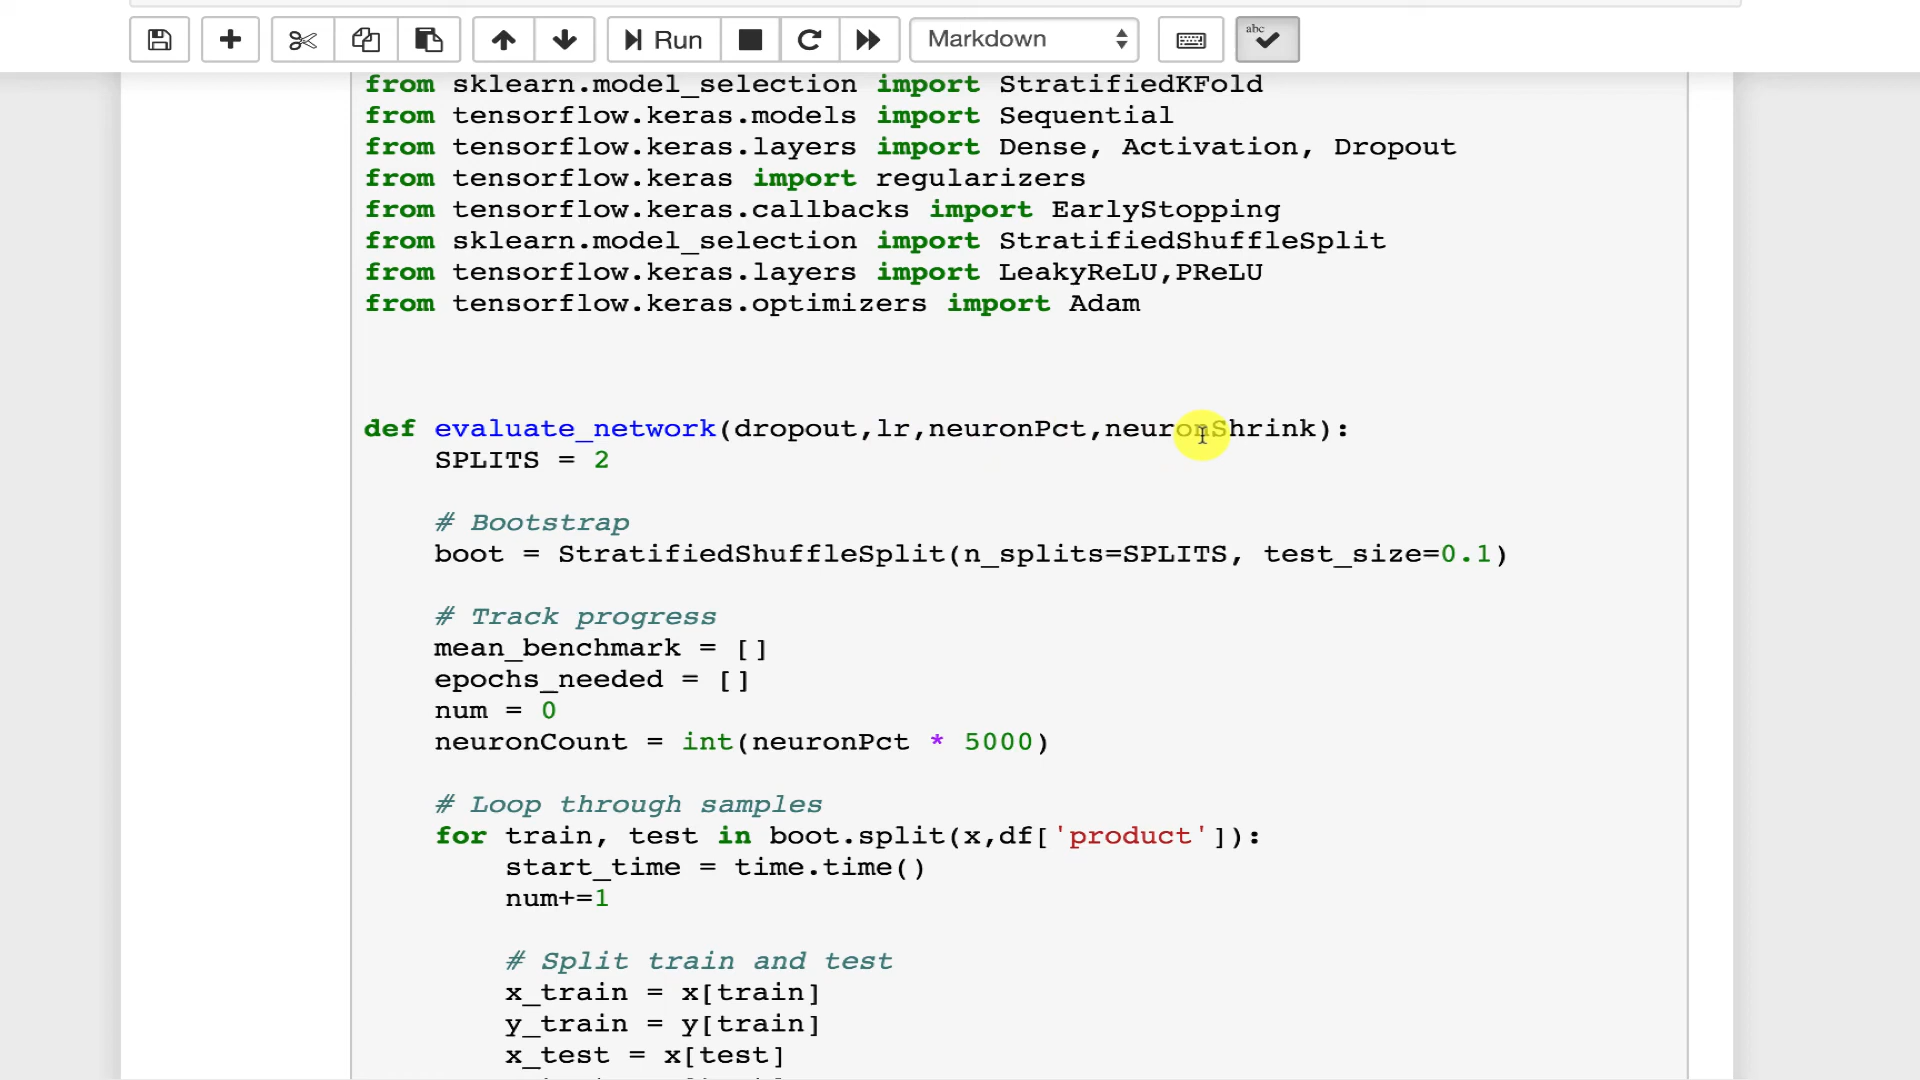 Run
Markdown
abc
from sklearn.model_selection import StratifiedKFold
from tensorflow.keras.models import Sequential
from tensorflow.keras.layers import Dense, Activation, Dropout
from tensorflow.keras import regularizers
from tensorflow.keras.callbacks import EarlyStopping
from sklearn.model_selection import StratifiedShuffleSplit
from tensorflow.keras.layers import LeakyReLU,PReLU
from tensorflow.keras.optimizers import Adam
def evaluate_network(dropout,lr,neuronPct,neuronShrink):
SPLITS = 2
# Bootstrap
boot = StratifiedShuffleSplit(n_splits=SPLITS, test_size=0.1)
# Track progress
mean_benchmark = []
epochs_needed = []
num = 0
neuronCount = int(neuronPct * 5000)
# Loop through samples
for train, test in boot.split(x,df['product']):
start_time = time.time()
num+=1
# Split train and test
x_train = x[train]
y_train = y[train]
x_test = x[test]